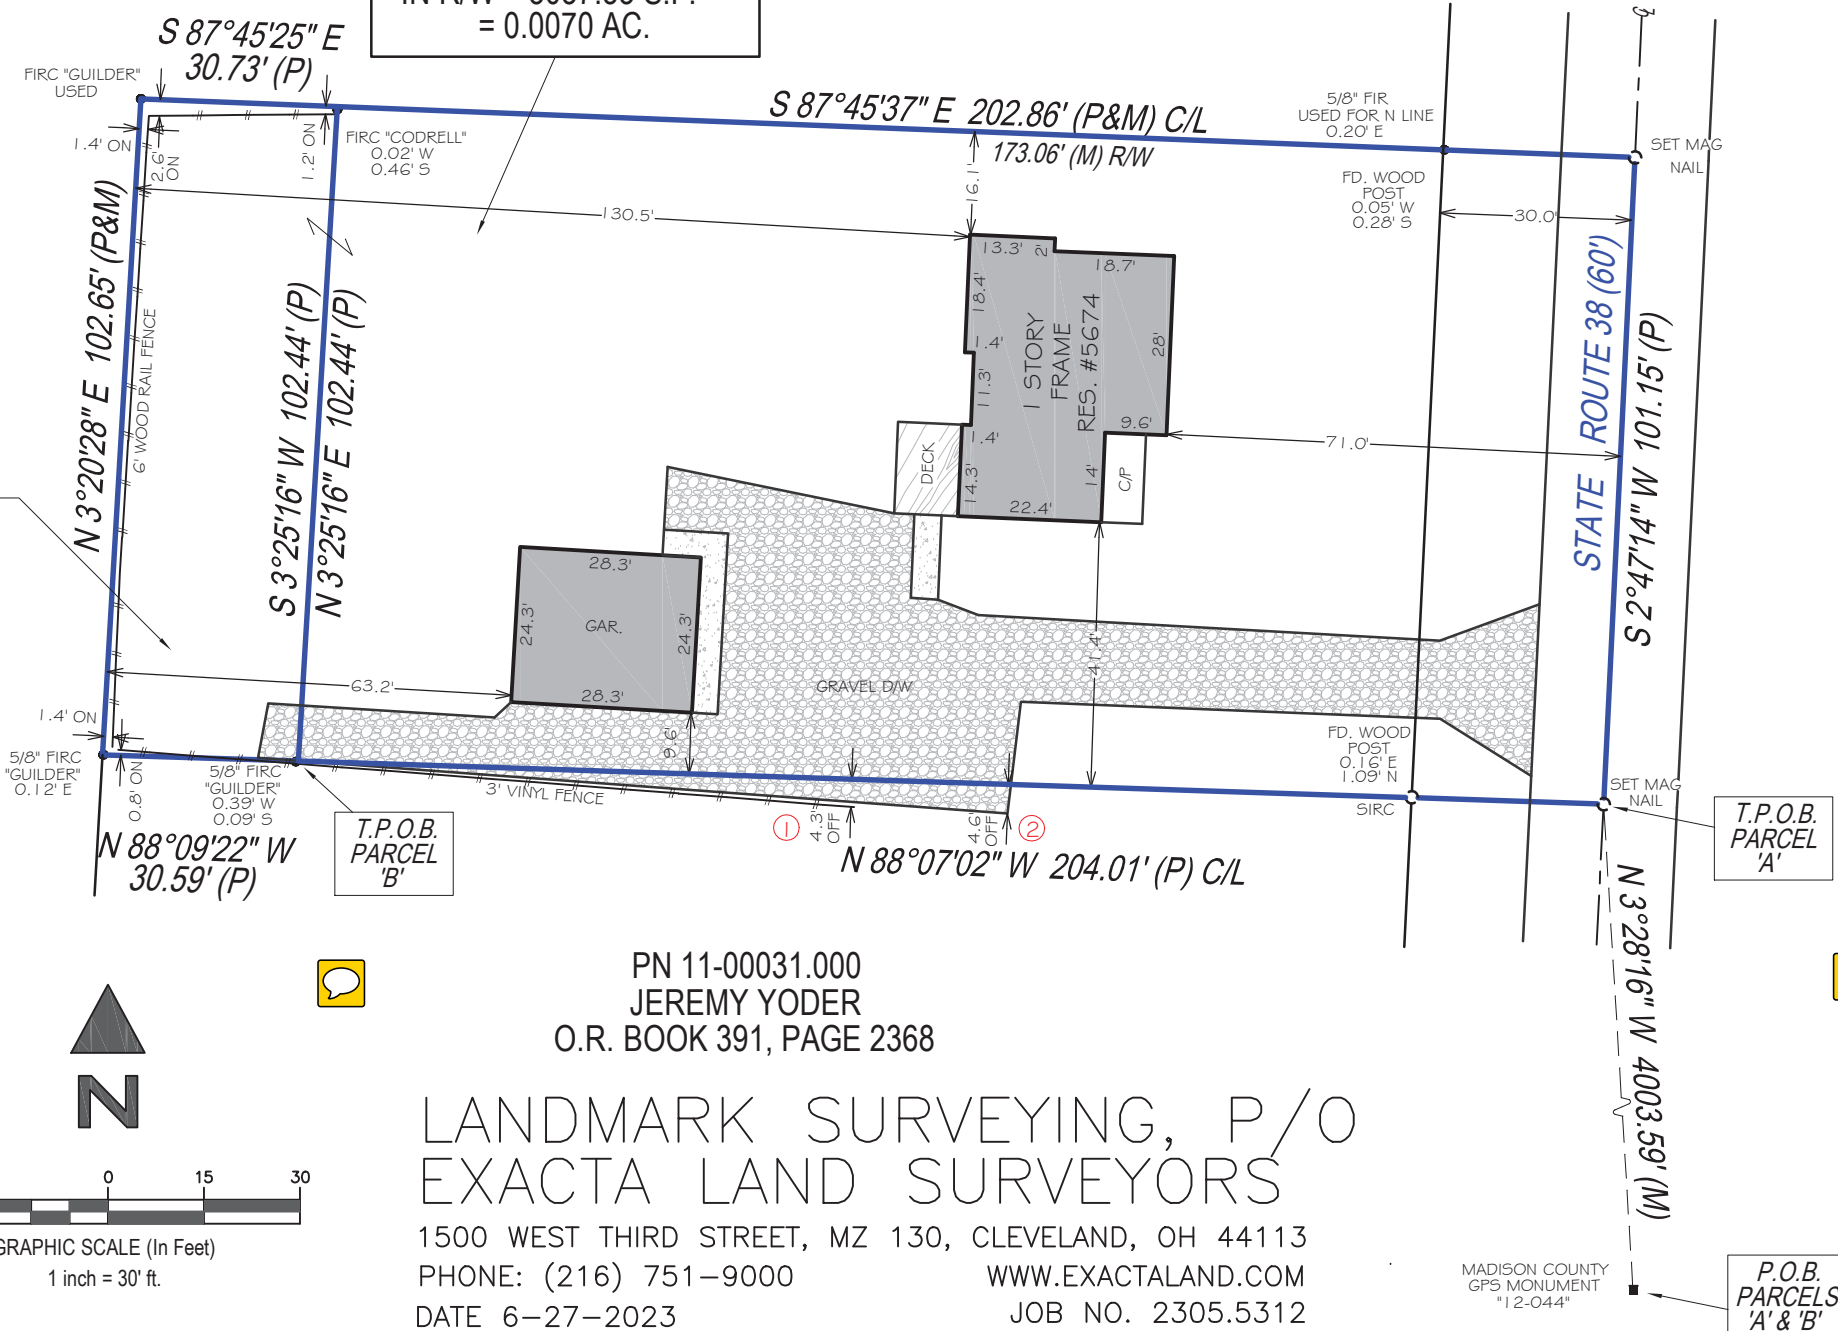 = 0.0070 AC.
S 87°45'25" E
30.73' (P)
FIRC "GUILDER"
USED
S 87°45'37" E 202.86' (P&M) C/L
173.06' (M) R/W
5/8" FIR
USED FOR N LINE
0.20' E
SET MAG
NAIL
1.4' ON
2.6'
ON
1.2' ON
FIRC "CODRELL"
0.02' W
0.46' S
16.1'
FD. WOOD
POST
0.05' W
0.28' S
130.5'
30.0'
13.3'
2'
18.7'
18.4'
1.4'
11.3'
1.4'
14.3'
22.4'
14'
9.6'
28'
1 STORY
FRAME
RES. #5674
DECK
C/P
71.0'
STATE ROUTE 38 (60')
S 2°47'14" W 101.15' (P)
N 3°20'28" E 102.65' (P&M)
6' WOOD RAIL FENCE
S 3°25'16" W 102.44' (P)
N 3°25'16" E 102.44' (P)
28.3'
24.3'
GAR.
24.3'
28.3'
63.2'
9.6'
GRAVEL D/W
41.4'
1.4' ON
5/8" FIRC
"GUILDER"
0.12' E
0.8' ON
5/8" FIRC
"GUILDER"
0.39' W
0.09' S
3' VINYL FENCE
1
4.3'
OFF
4.6'
OFF
2
FD. WOOD
POST
0.16' E
1.09' N
SIRC
SET MAG
NAIL
T.P.O.B.
PARCEL
'A'
T.P.O.B.
PARCEL
'B'
N 88°09'22" W
30.59' (P)
N 88°07'02" W 204.01' (P) C/L
N 3°28'16" W 4003.59' (M)
PN 11-00031.000
JEREMY YODER
O.R. BOOK 391, PAGE 2368
N
0 15 30
GRAPHIC SCALE (In Feet)
1 inch = 30' ft.
LANDMARK SURVEYING, P/O
EXACTA LAND SURVEYORS
1500 WEST THIRD STREET, MZ 130, CLEVELAND, OH 44113
PHONE: (216) 751-9000 WWW.EXACTALAND.COM
DATE 6-27-2023 JOB NO. 2305.5312
MADISON COUNTY
GPS MONUMENT
"12-044"
P.O.B.
PARCELS
'A' & 'B'